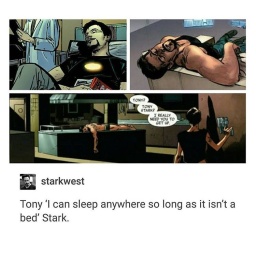 TONY?
TONY STARK?
I REALLY
NEED YOU TO
GET UP.
starkwest
Tony 'I can sleep anywhere so long as it isn't a
bed' Stark.